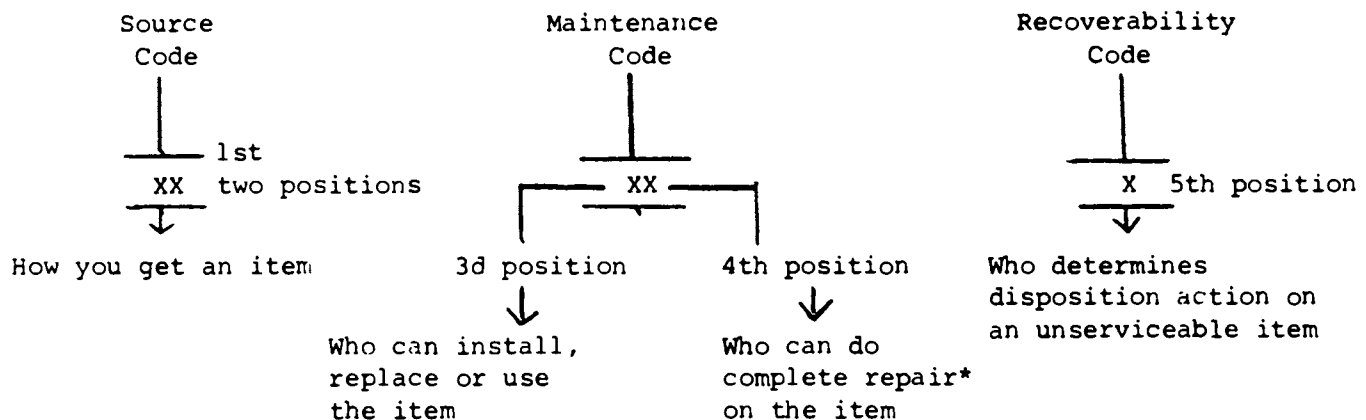 Source
Code
Maintenance
Code
Recoverability
Code
1st
XX two positions
XX
X 5th position
How you get an item
3d position
4th position
Who determines
disposition action on
an unserviceable item
Who can install,
replace or use
the item
Who can do
complete repair*
on the item